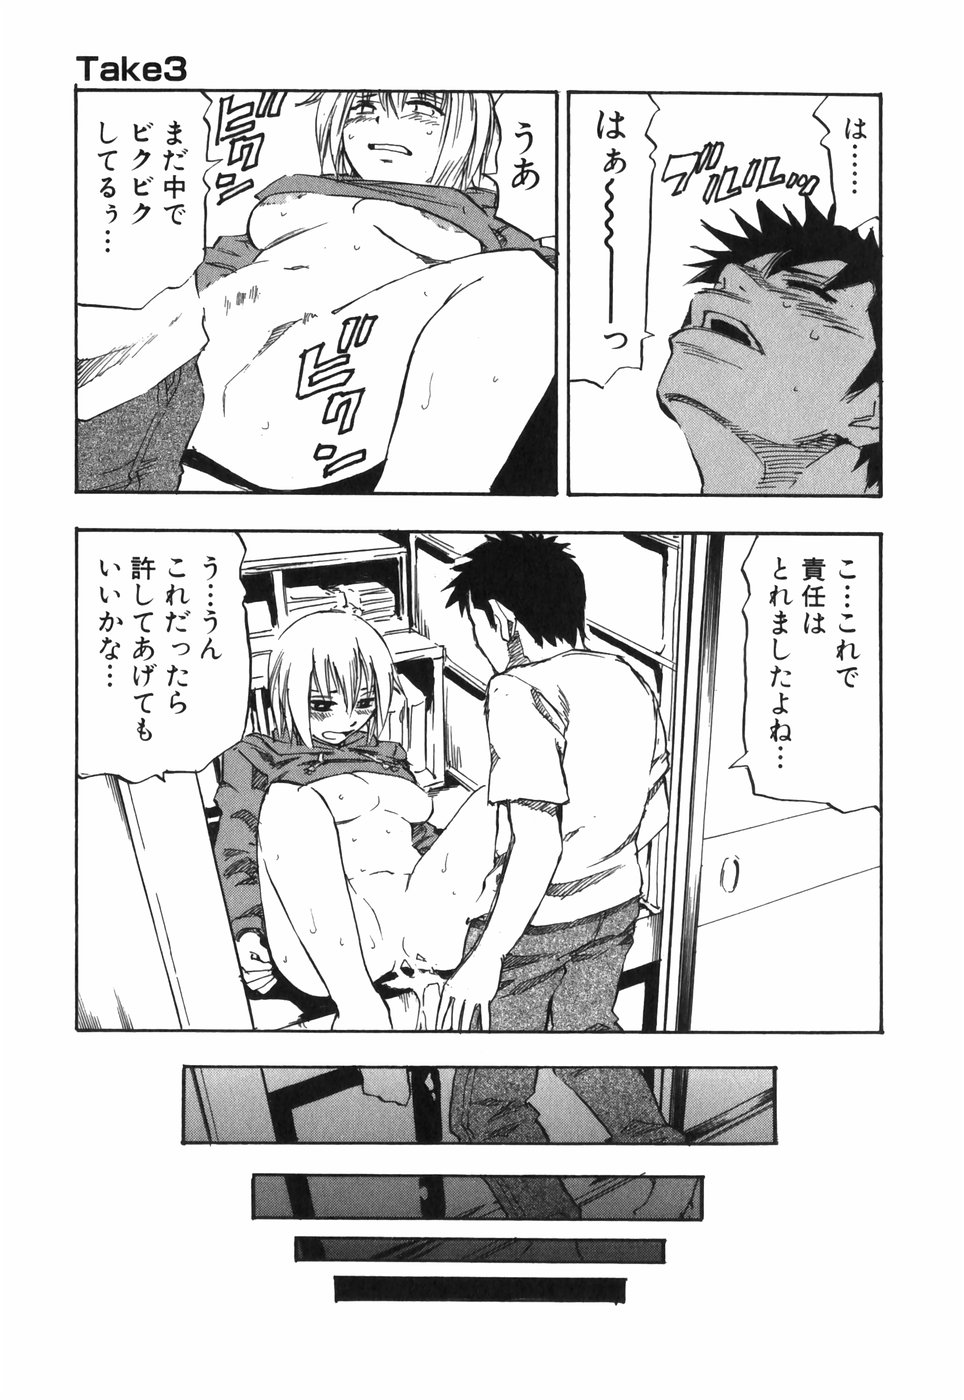 Take3
は……
ブルルル…ッ
はぁ〜〜〜〜っ
うあ
ビクン
ビクン
まだ中で
ビクビク
してるぅ…
こ…これで
責任は
とれましたよね…
う…うん
これだったら
許してあげても
いいかな…